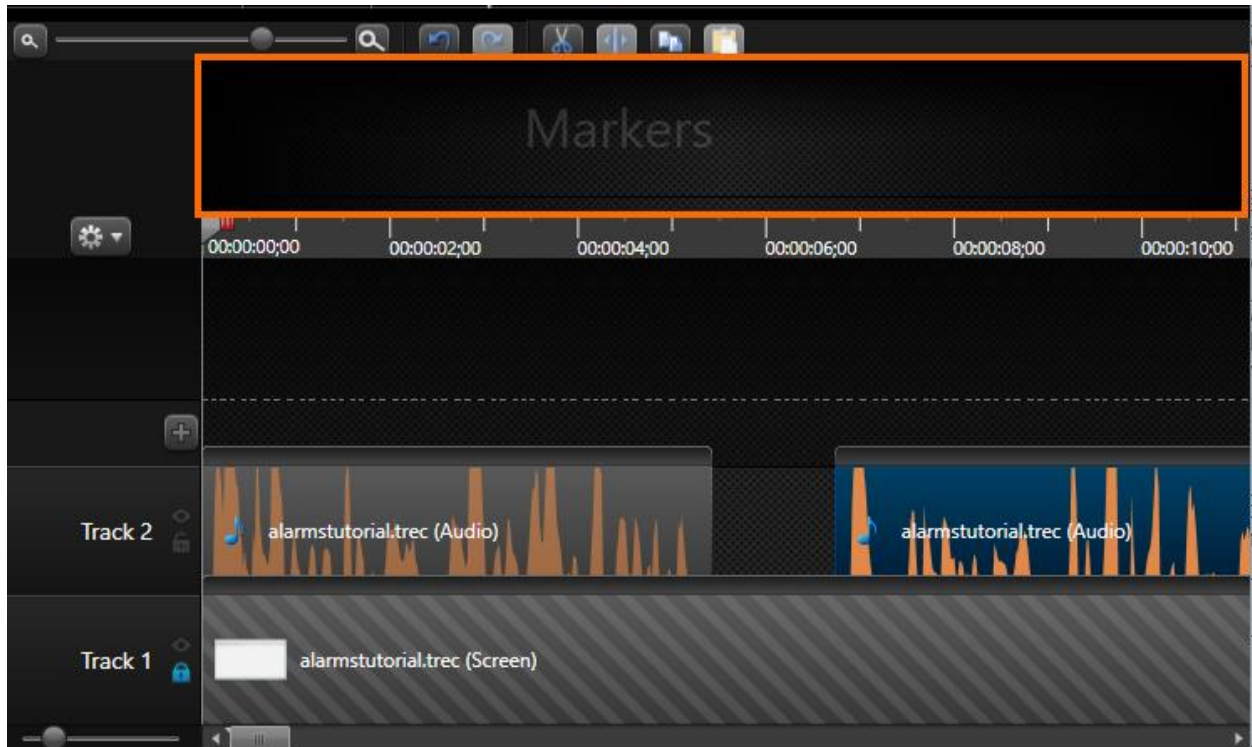 Markers
00:00:00;00 00:00:02;00 00:00:04;00 00:00:06;00 00:00:08;00 00:00:10;00
Track 2 alarmstutorial.trec (Audio) alarmstutorial.trec (Audio)
Track 1 alarmstutorial.trec (Screen)